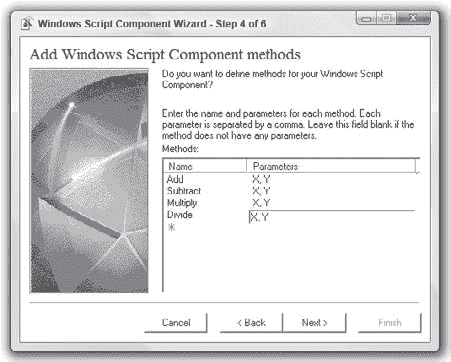 Windows Script Component Wizard - Step 4 of 6
Add Windows Script Component methods
Do you want to define methods for your Windows Script
Component?
Enter the name and parameters for each method. Each
parameter is separated by a comma. Leave this field blank if the
method does not have any parameters.
Methods:
Name Parameters
Add X, Y
Subtract X, Y
Multiply X, Y
Divide X, Y
*
Cancel < Back Next > Finish